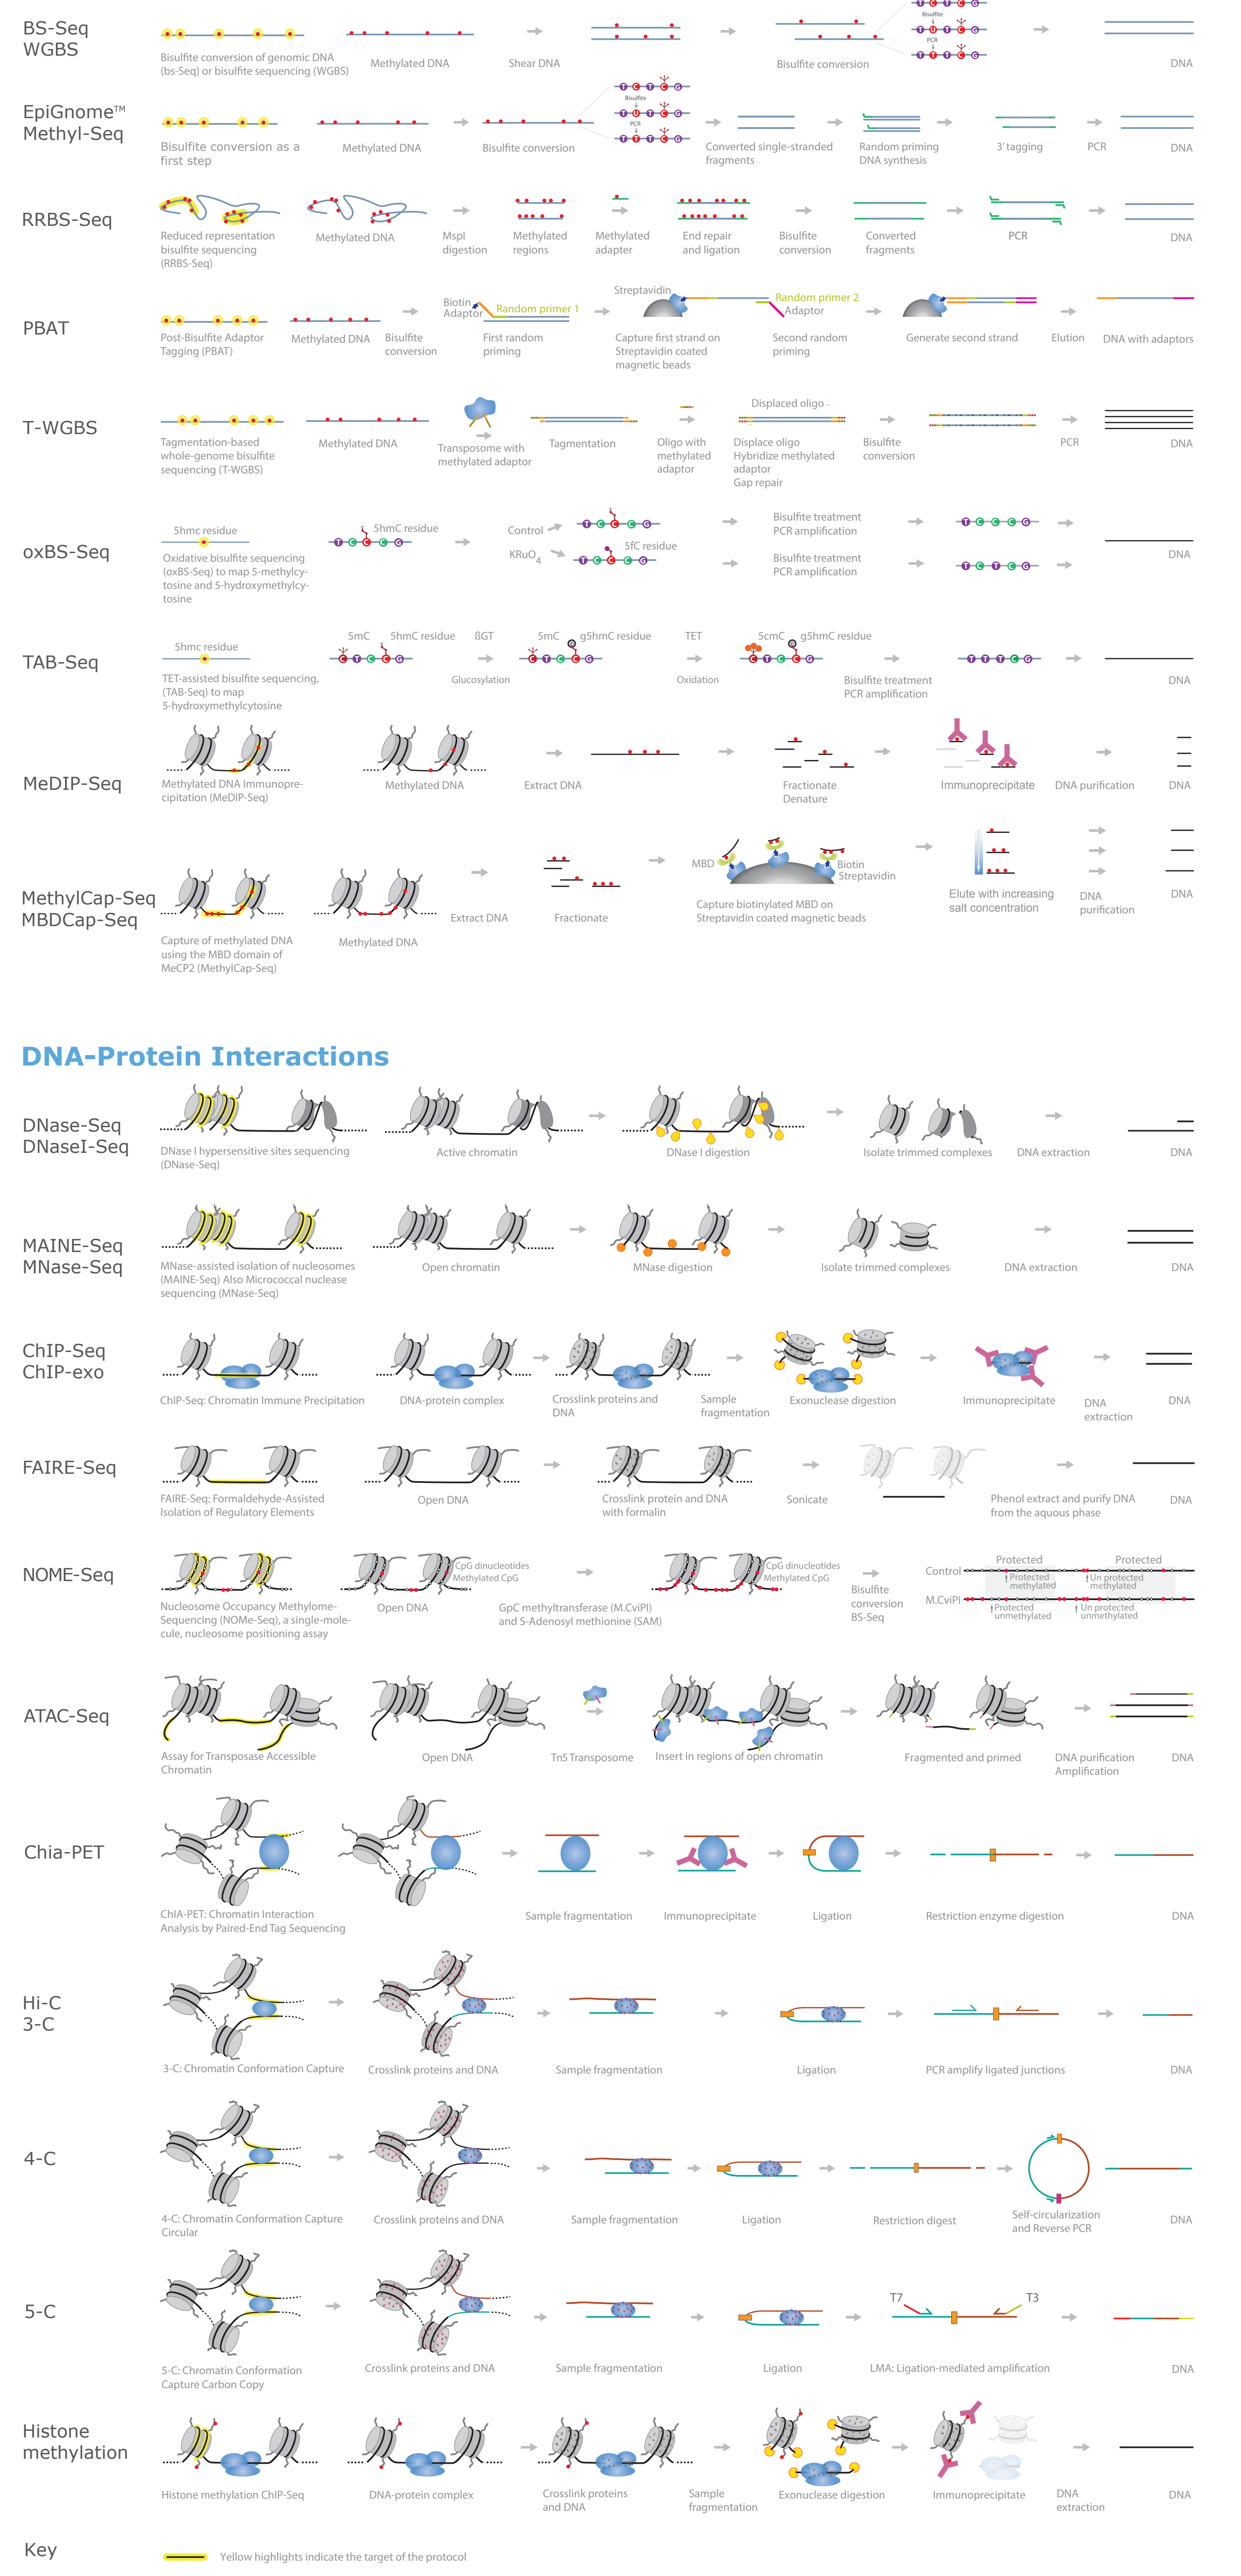 BS-Seq
WGBS
Bisulfite conversion of genomic DNA
(bs-Seq) or bisulfite sequencing (WGBS)
Methylated DNA
Shear DNA
Bisulfite conversion
T C T C G
Bisulfite
T U T C G
PCR
T T T C G
DNA
EpiGnome™
Methyl-Seq
Bisulfite conversion as a
first step
Methylated DNA
Bisulfite conversion
T C T C G
Bisulfite
T U T C G
PCR
T T T C G
Converted single-stranded
fragments
Random priming
DNA synthesis
3' tagging
PCR
DNA
RRBS-Seq
Reduced representation
bisulfite sequencing
(RRBS-Seq)
Methylated DNA
MspI
digestion
Methylated
regions
Methylated
adapter
End repair
and ligation
Bisulfite
conversion
Converted
fragments
PCR
DNA
PBAT
Post-Bisulfite Adaptor
Tagging (PBAT)
Methylated DNA
Bisulfite
conversion
Biotin
Adaptor
Random primer 1
First random
priming
Streptavidin
Capture first strand on
Streptavidin coated
magnetic beads
Random primer 2
Adaptor
Second random
priming
Generate second strand
Elution
DNA with adaptors
T-WGBS
Tagmentation-based
whole-genome bisulfite
sequencing (T-WGBS)
Methylated DNA
Transposome with
methylated adaptor
Tagmentation
Oligo with
methylated
adaptor
Displaced oligo
Displace oligo
Hybridize methylated
adaptor
Gap repair
Bisulfite
conversion
PCR
DNA
oxBS-Seq
5hmc residue
Oxidative bisulfite sequencing
(oxBS-Seq) to map 5-methylcy-
tosine and 5-hydroxymethylcy-
tosine
5hmC residue
T C C C G
Control
KRuO4
T C C C G
5fC residue
T C C C G
Bisulfite treatment
PCR amplification
Bisulfite treatment
PCR amplification
T C C C G
T C T C G
DNA
TAB-Seq
5hmc residue
TET-assisted bisulfite sequencing,
(TAB-Seq) to map
5-hydroxymethylcytosine
5mC 5hmC residue
C T C C G
ßGT
Glucosylation
5mC g5hmC residue
C T C C G
TET
Oxidation
5cmC g5hmC residue
C T C C G
Bisulfite treatment
PCR amplification
T T T C G
DNA
MeDIP-Seq
Methylated DNA Immunopre-
cipitation (MeDIP-Seq)
Methylated DNA
Extract DNA
Fractionate
Denature
Immunoprecipitate
DNA purification
DNA
MethylCap-Seq
MBDCap-Seq
Capture of methylated DNA
using the MBD domain of
MeCP2 (MethylCap-Seq)
Methylated DNA
Extract DNA
Fractionate
MBD
Biotin
Streptavidin
Capture biotinylated MBD on
Streptavidin coated magnetic beads
Elute with increasing
salt concentration
DNA
purification
DNA
DNA-Protein Interactions
DNase-Seq
DNaseI-Seq
DNase I hypersensitive sites sequencing
(DNase-Seq)
Active chromatin
DNase I digestion
Isolate trimmed complexes
DNA extraction
DNA
MAINE-Seq
MNase-Seq
MNase-assisted isolation of nucleosomes
(MAINE-Seq) Also Micrococcal nuclease
sequencing (MNase-Seq)
Open chromatin
MNase digestion
Isolate trimmed complexes
DNA extraction
DNA
ChIP-Seq
ChIP-exo
ChIP-Seq: Chromatin Immune Precipitation
DNA-protein complex
Crosslink proteins and
DNA
Sample
fragmentation
Exonuclease digestion
Immunoprecipitate
DNA
extraction
DNA
FAIRE-Seq
FAIRE-Seq: Formaldehyde-Assisted
Isolation of Regulatory Elements
Open DNA
Crosslink protein and DNA
with formalin
Sonicate
Phenol extract and purify DNA
from the aquous phase
DNA
NOME-Seq
Nucleosome Occupancy Methylome-
Sequencing (NOMe-Seq), a single-mole-
cule, nucleosome positioning assay
CpG dinucleotides
Methylated CpG
Open DNA
GpC methyltransferase (M.CviPI)
and S-Adenosyl methionine (SAM)
CpG dinucleotides
Methylated CpG
Bisulfite
conversion
BS-Seq
Protected Protected
Control
Protected
methylated
Un protected
methylated
M.CviPI
Protected
unmethylated
Un protected
unmethylated
ATAC-Seq
Assay for Transposase Accessible
Chromatin
Open DNA
Tn5 Transposome
Insert in regions of open chromatin
Fragmented and primed
DNA purification
Amplification
DNA
Chia-PET
ChIA-PET: Chromatin Interaction
Analysis by Paired-End Tag Sequencing
Sample fragmentation
Immunoprecipitate
Ligation
Restriction enzyme digestion
DNA
Hi-C
3-C
3-C: Chromatin Conformation Capture
Crosslink proteins and DNA
Sample fragmentation
Ligation
PCR amplify ligated junctions
DNA
4-C
4-C: Chromatin Conformation Capture
Circular
Crosslink proteins and DNA
Sample fragmentation
Ligation
Restriction digest
Self-circularization
and Reverse PCR
DNA
5-C
5-C: Chromatin Conformation
Capture Carbon Copy
Crosslink proteins and DNA
Sample fragmentation
Ligation
T7
T3
LMA: Ligation-mediated amplification
DNA
Histone
methylation
Histone methylation ChIP-Seq
DNA-protein complex
Crosslink proteins
and DNA
Sample
fragmentation
Exonuclease digestion
Immunoprecipitate
DNA
extraction
DNA
Key
Yellow highlights indicate the target of the protocol